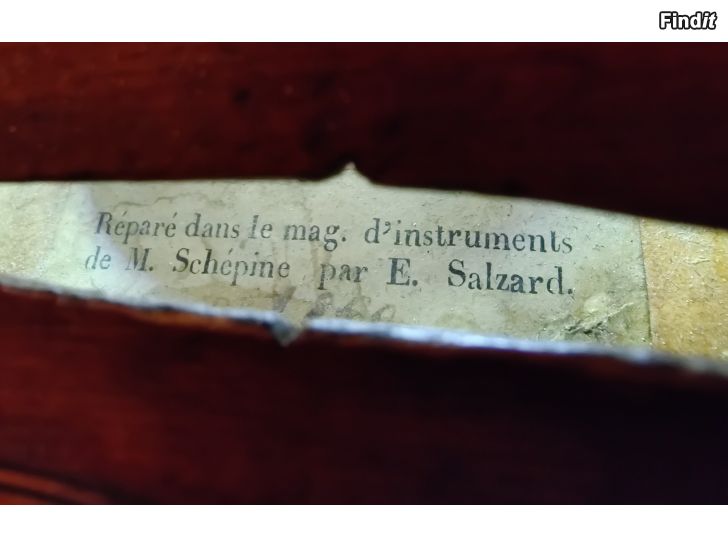 Findit
Réparé dans le mag. d'instruments
de M. Schépine par E. Salzard.